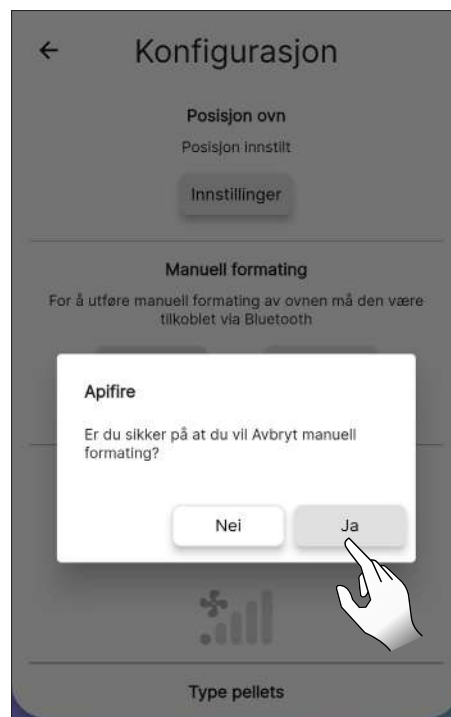 Konfigurasjon
Posisjon ovn
Posisjon innstilt
Innstillinger
Manuell formating
For å utføre manuell formating av ovnen må den være
tilkoblet via Bluetooth
Apifire
Er du sikker på at du vil Avbryt manuell
formating?
Nei
Ja
Type pellets